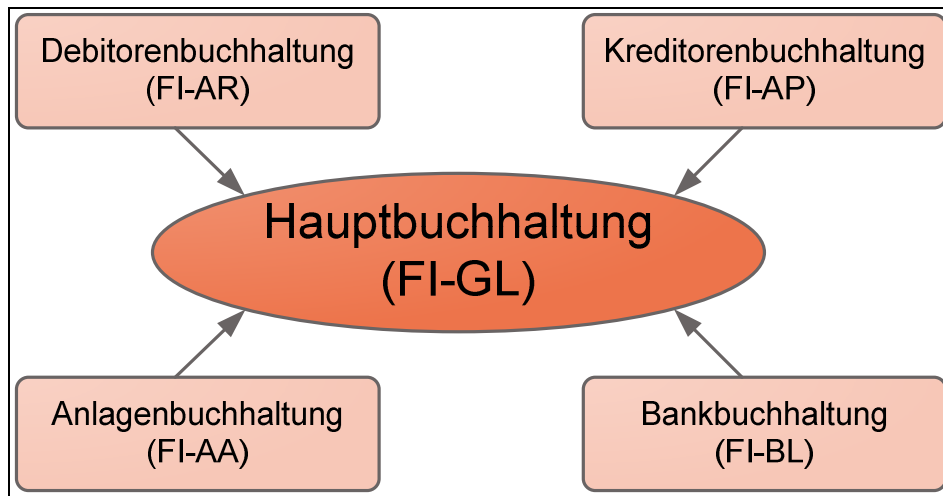 Debitorenbuchhaltung
(FI-AR)
Kreditorenbuchhaltung
(FI-AP)
Hauptbuchhaltung
(FI-GL)
Anlagenbuchhaltung
(FI-AA)
Bankbuchhaltung
(FI-BL)